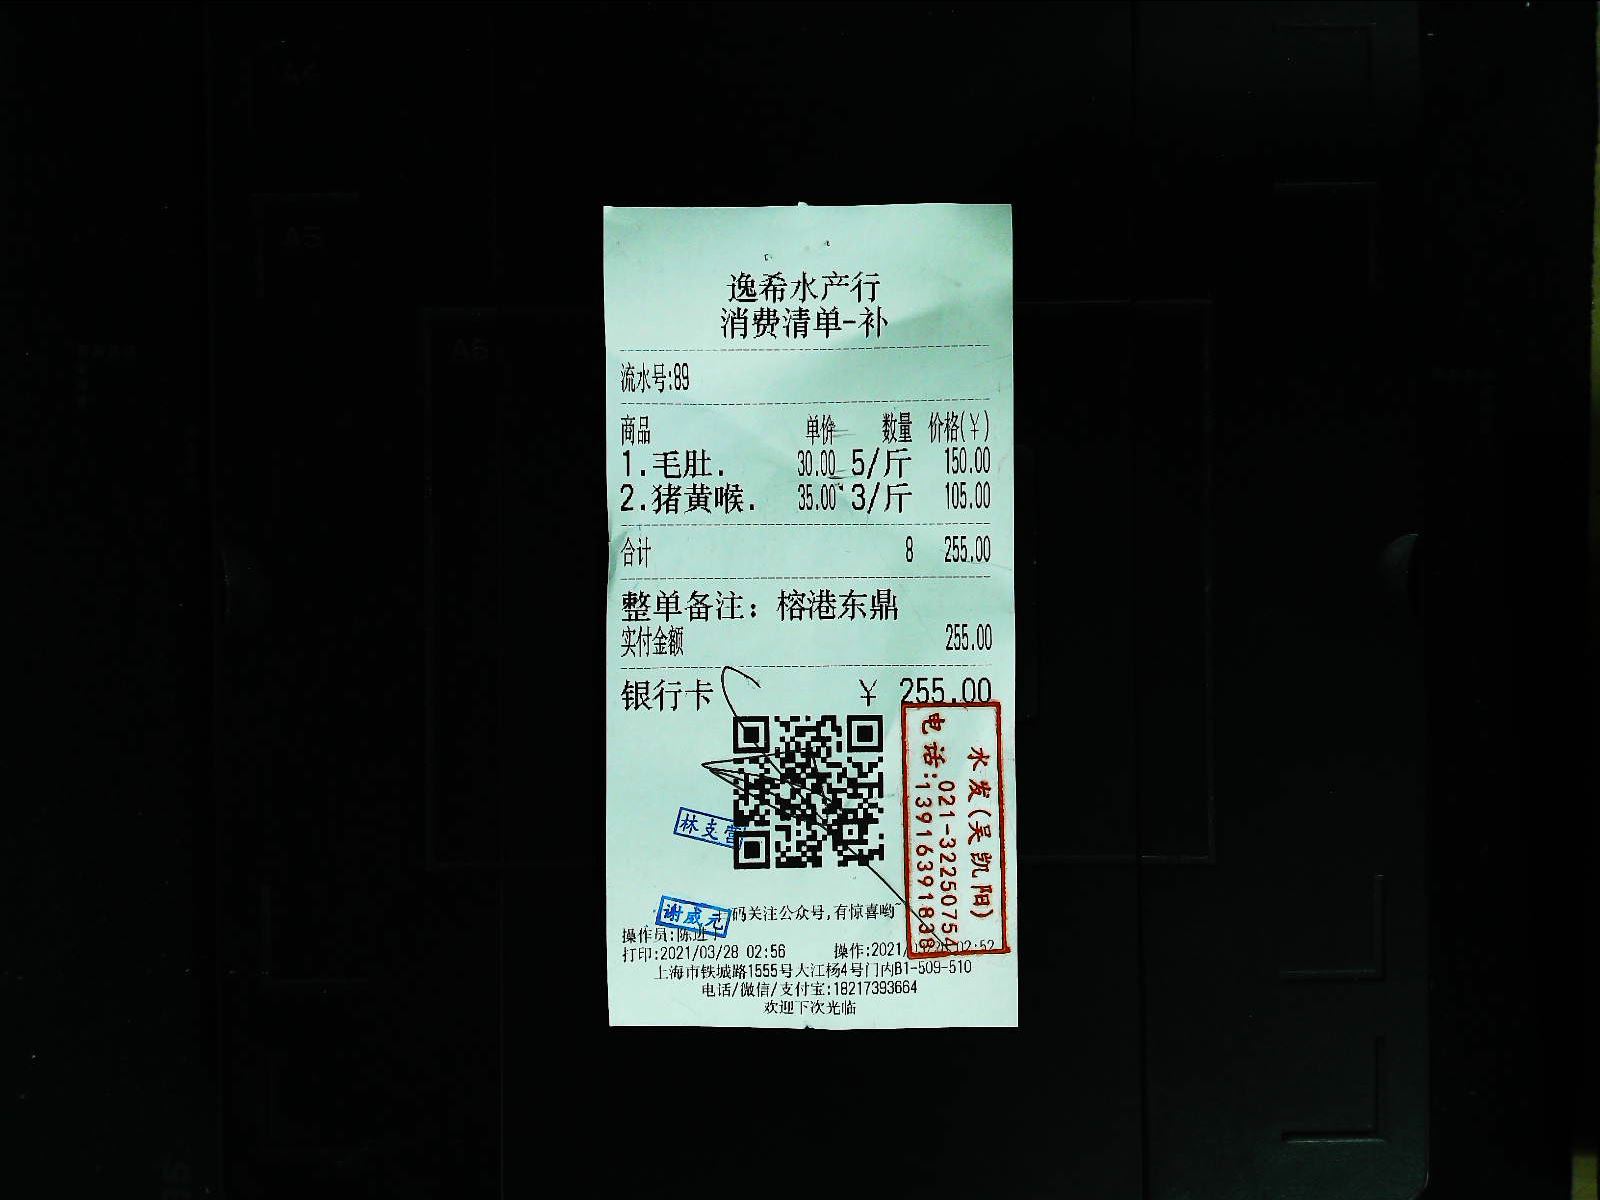 逸希水产行
消费清单-补
流水号:89
商品 单价 数量 价格(￥)
1.毛肚. 30.00 5/斤 150.00
2.猪黄喉. 35.00 3/斤 105.00
合计 8 255.00
整单备注：榕港东鼎
实付金额 255.00
银行卡 ￥ 255.00
水发(吴凯阳)
021-32250754
电话:13916391838
林支营
谢威元
码关注公众号,有惊喜哟~
操作员:陈进
打印:2021/03/28 02:56 操作:2021/ 02:52
上海市铁城路1555号大江杨4号门内B1-509-510
电话/微信/支付宝:18217393664
欢迎下次光临
A5
A5